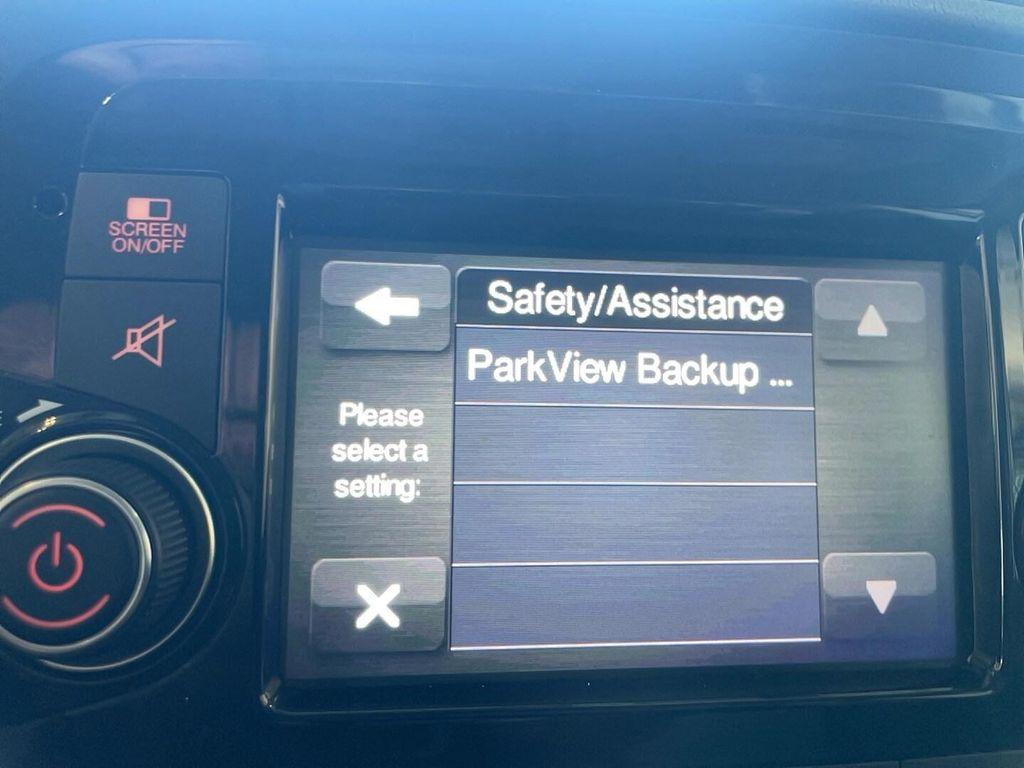 SCREEN
ON/OFF
Safety/Assistance
ParkView Backup ...
Please
select a
setting: